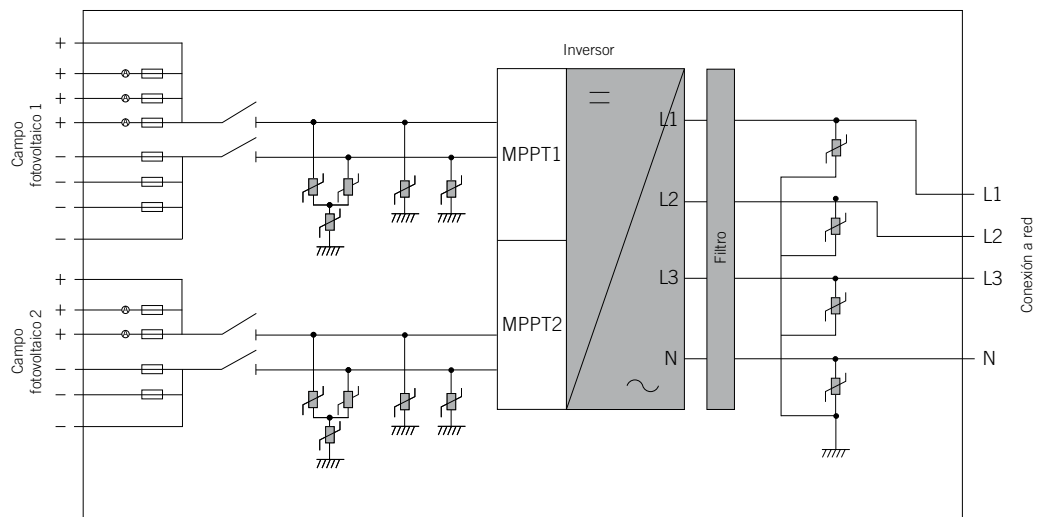 Inversor
Campo
fotovoltaico 1
+
+
+
+
−
−
−
−
MPPT1
L1
L2
L3
N
Filtro
L1
L2
L3
N
Conexión a red
Campo
fotovoltaico 2
+
+
+
−
−
−
MPPT2